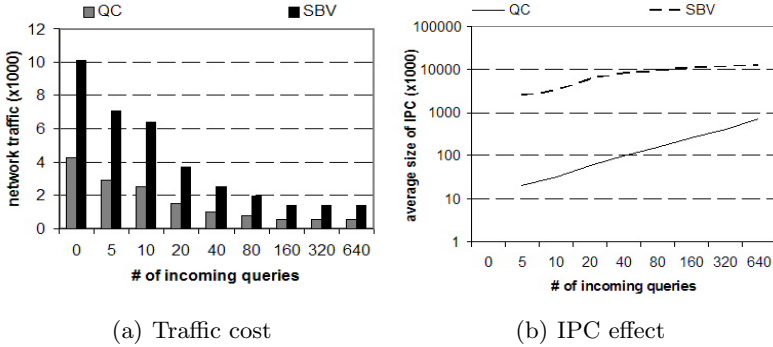 QC SBV
12
10
8
6
4
2
0
network traffic (x1000)
0 5 10 20 40 80 160 320 640
# of incoming queries
(a) Traffic cost
QC SBV
100000
10000
1000
100
10
1
average size of IPC (x1000)
0 5 10 20 40 80 160 320 640
# of incoming queries
(b) IPC effect